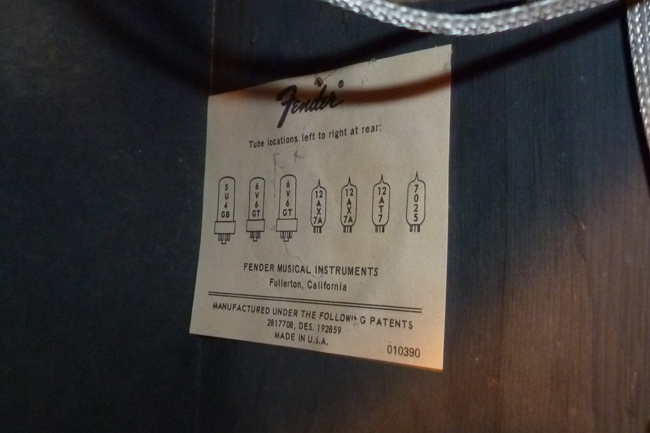 Fender®
Tube locations left to right at rear:
5U4GB 6V6GT 6V6GT 12AX7A 12AX7A 12AT7 7025
FENDER MUSICAL INSTRUMENTS
Fullerton, California
MANUFACTURED UNDER THE FOLLOWING PATENTS
2817708, DES. 192859
MADE IN U.S.A.
010390